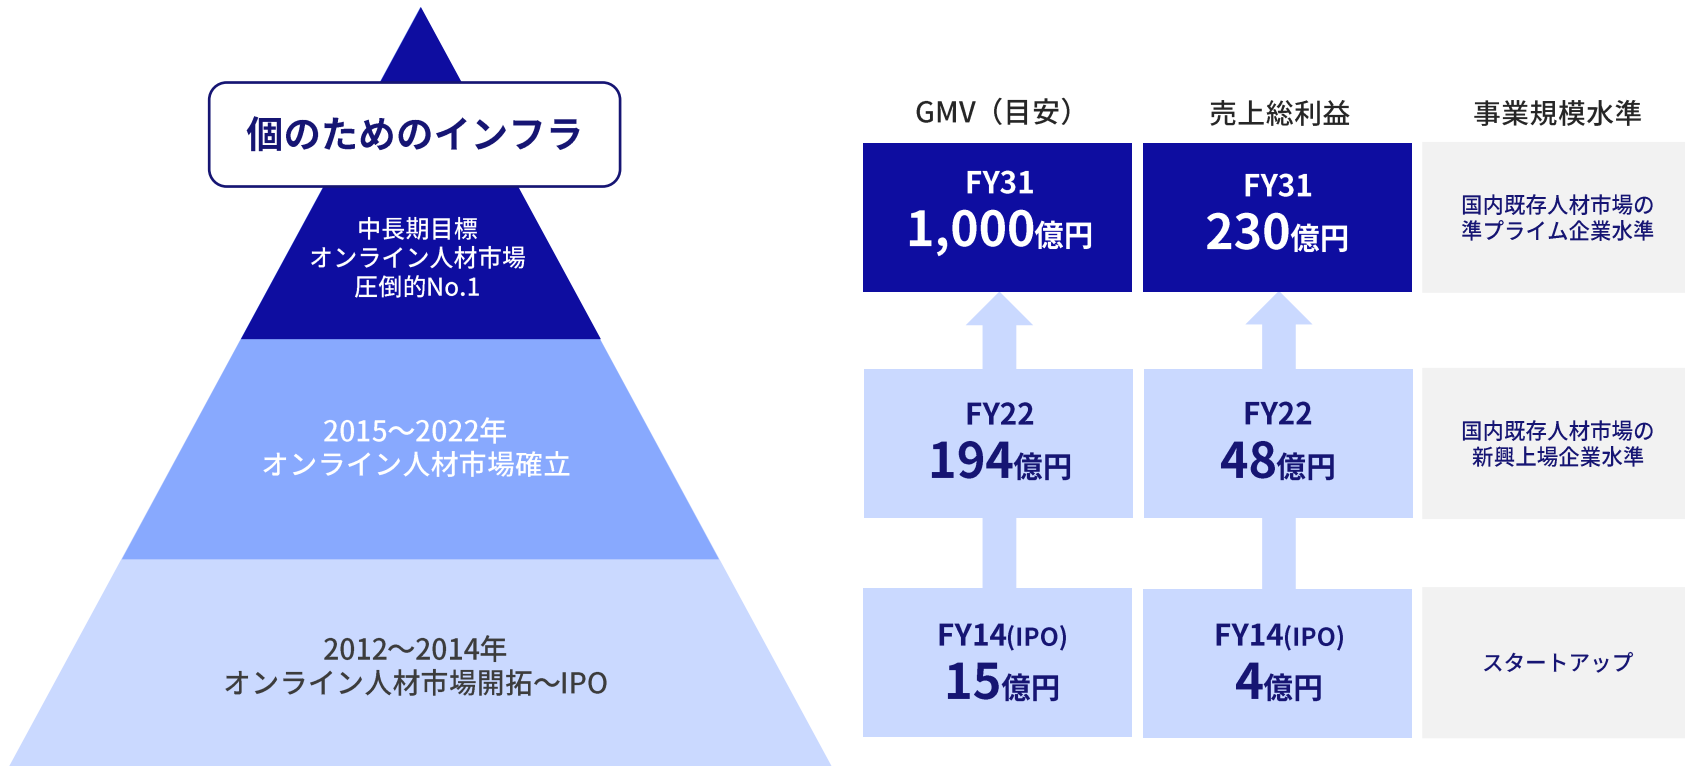 個のためのインフラ
中長期目標
オンライン人材市場
圧倒的No.1
2015～2022年
オンライン人材市場確立
2012～2014年
オンライン人材市場開拓～IPO
GMV（目安）
売上総利益
事業規模水準
FY31
1,000億円
FY31
230億円
国内既存人材市場の
準プライム企業水準
FY22
194億円
FY22
48億円
国内既存人材市場の
新興上場企業水準
FY14(IPO)
15億円
FY14(IPO)
4億円
スタートアップ